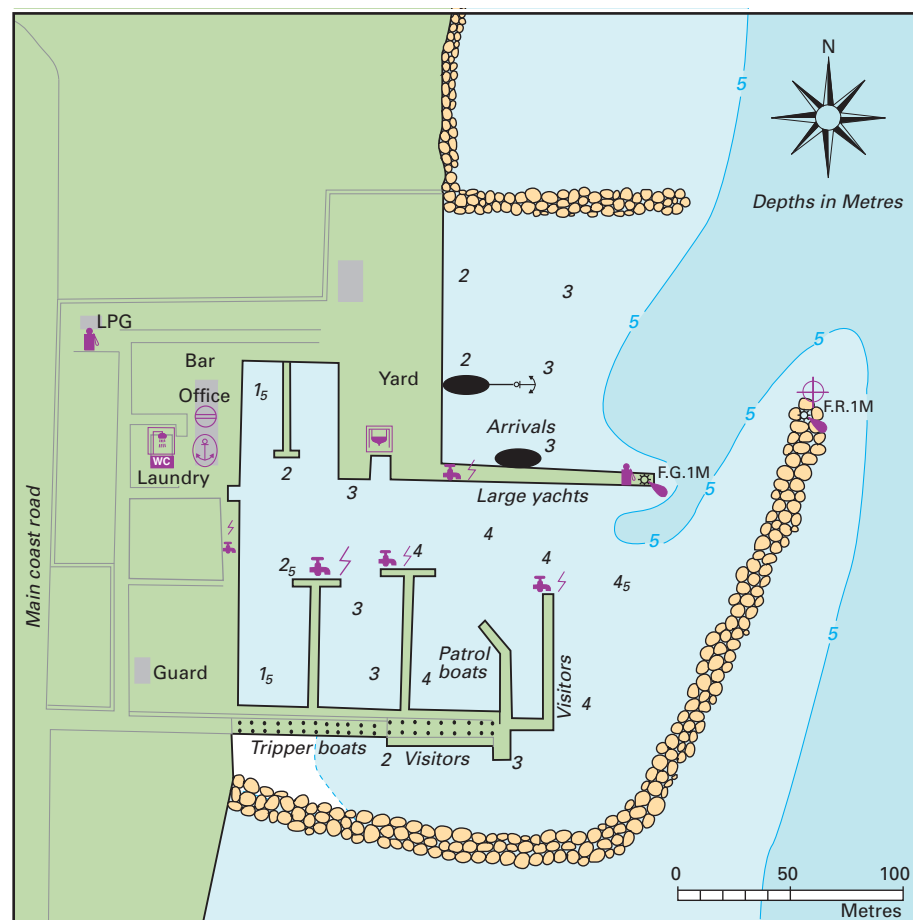 N
5
Depths in Metres
2
3
5
5
LPG
2
3
Bar
Yard
1₅
Office
F.R.1M
Arrivals
3
WC
2
F.G.1M
Laundry
3
Large yachts
5
4
5
4
4
2₅
4₅
3
Main coast road
5
Patrol
boats
Guard
1₅
3
4
Visitors
4
Tripper boats
2
Visitors
3
0
50
100
Metres